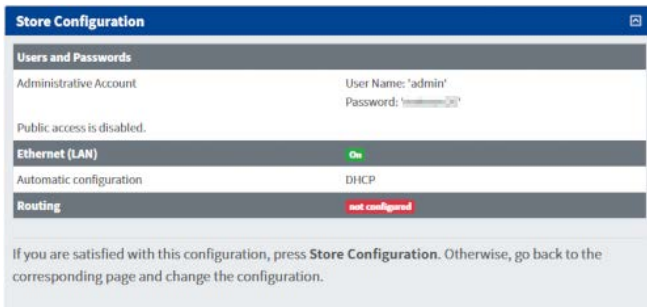 Store Configuration
Users and Passwords
Administrative Account User Name: 'admin'
Password: '
Public access is disabled.
Ethernet (LAN) On
Automatic configuration DHCP
Routing not configured
If you are satisfied with this configuration, press Store Configuration. Otherwise, go back to the
corresponding page and change the configuration.